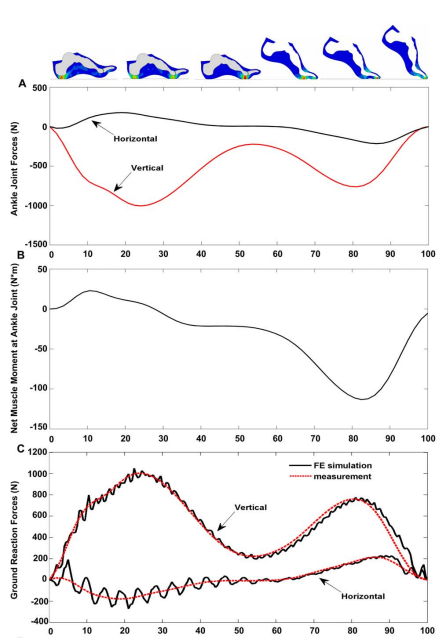 A
500
0
-500
-1000
-1500
Ankle Joint Forces (N)
Horizontal
Vertical
0 10 20 30 40 50 60 70 80 90 100
B
50
0
-50
-100
-150
Net Muscle Moment at Ankle Joint (N*m)
0 10 20 30 40 50 60 70 80 90 100
C
1200
1000
800
600
400
200
0
-200
-400
Ground Reaction Forces (N)
FE simulation
measurement
Vertical
Horizontal
0 10 20 30 40 50 60 70 80 90 100